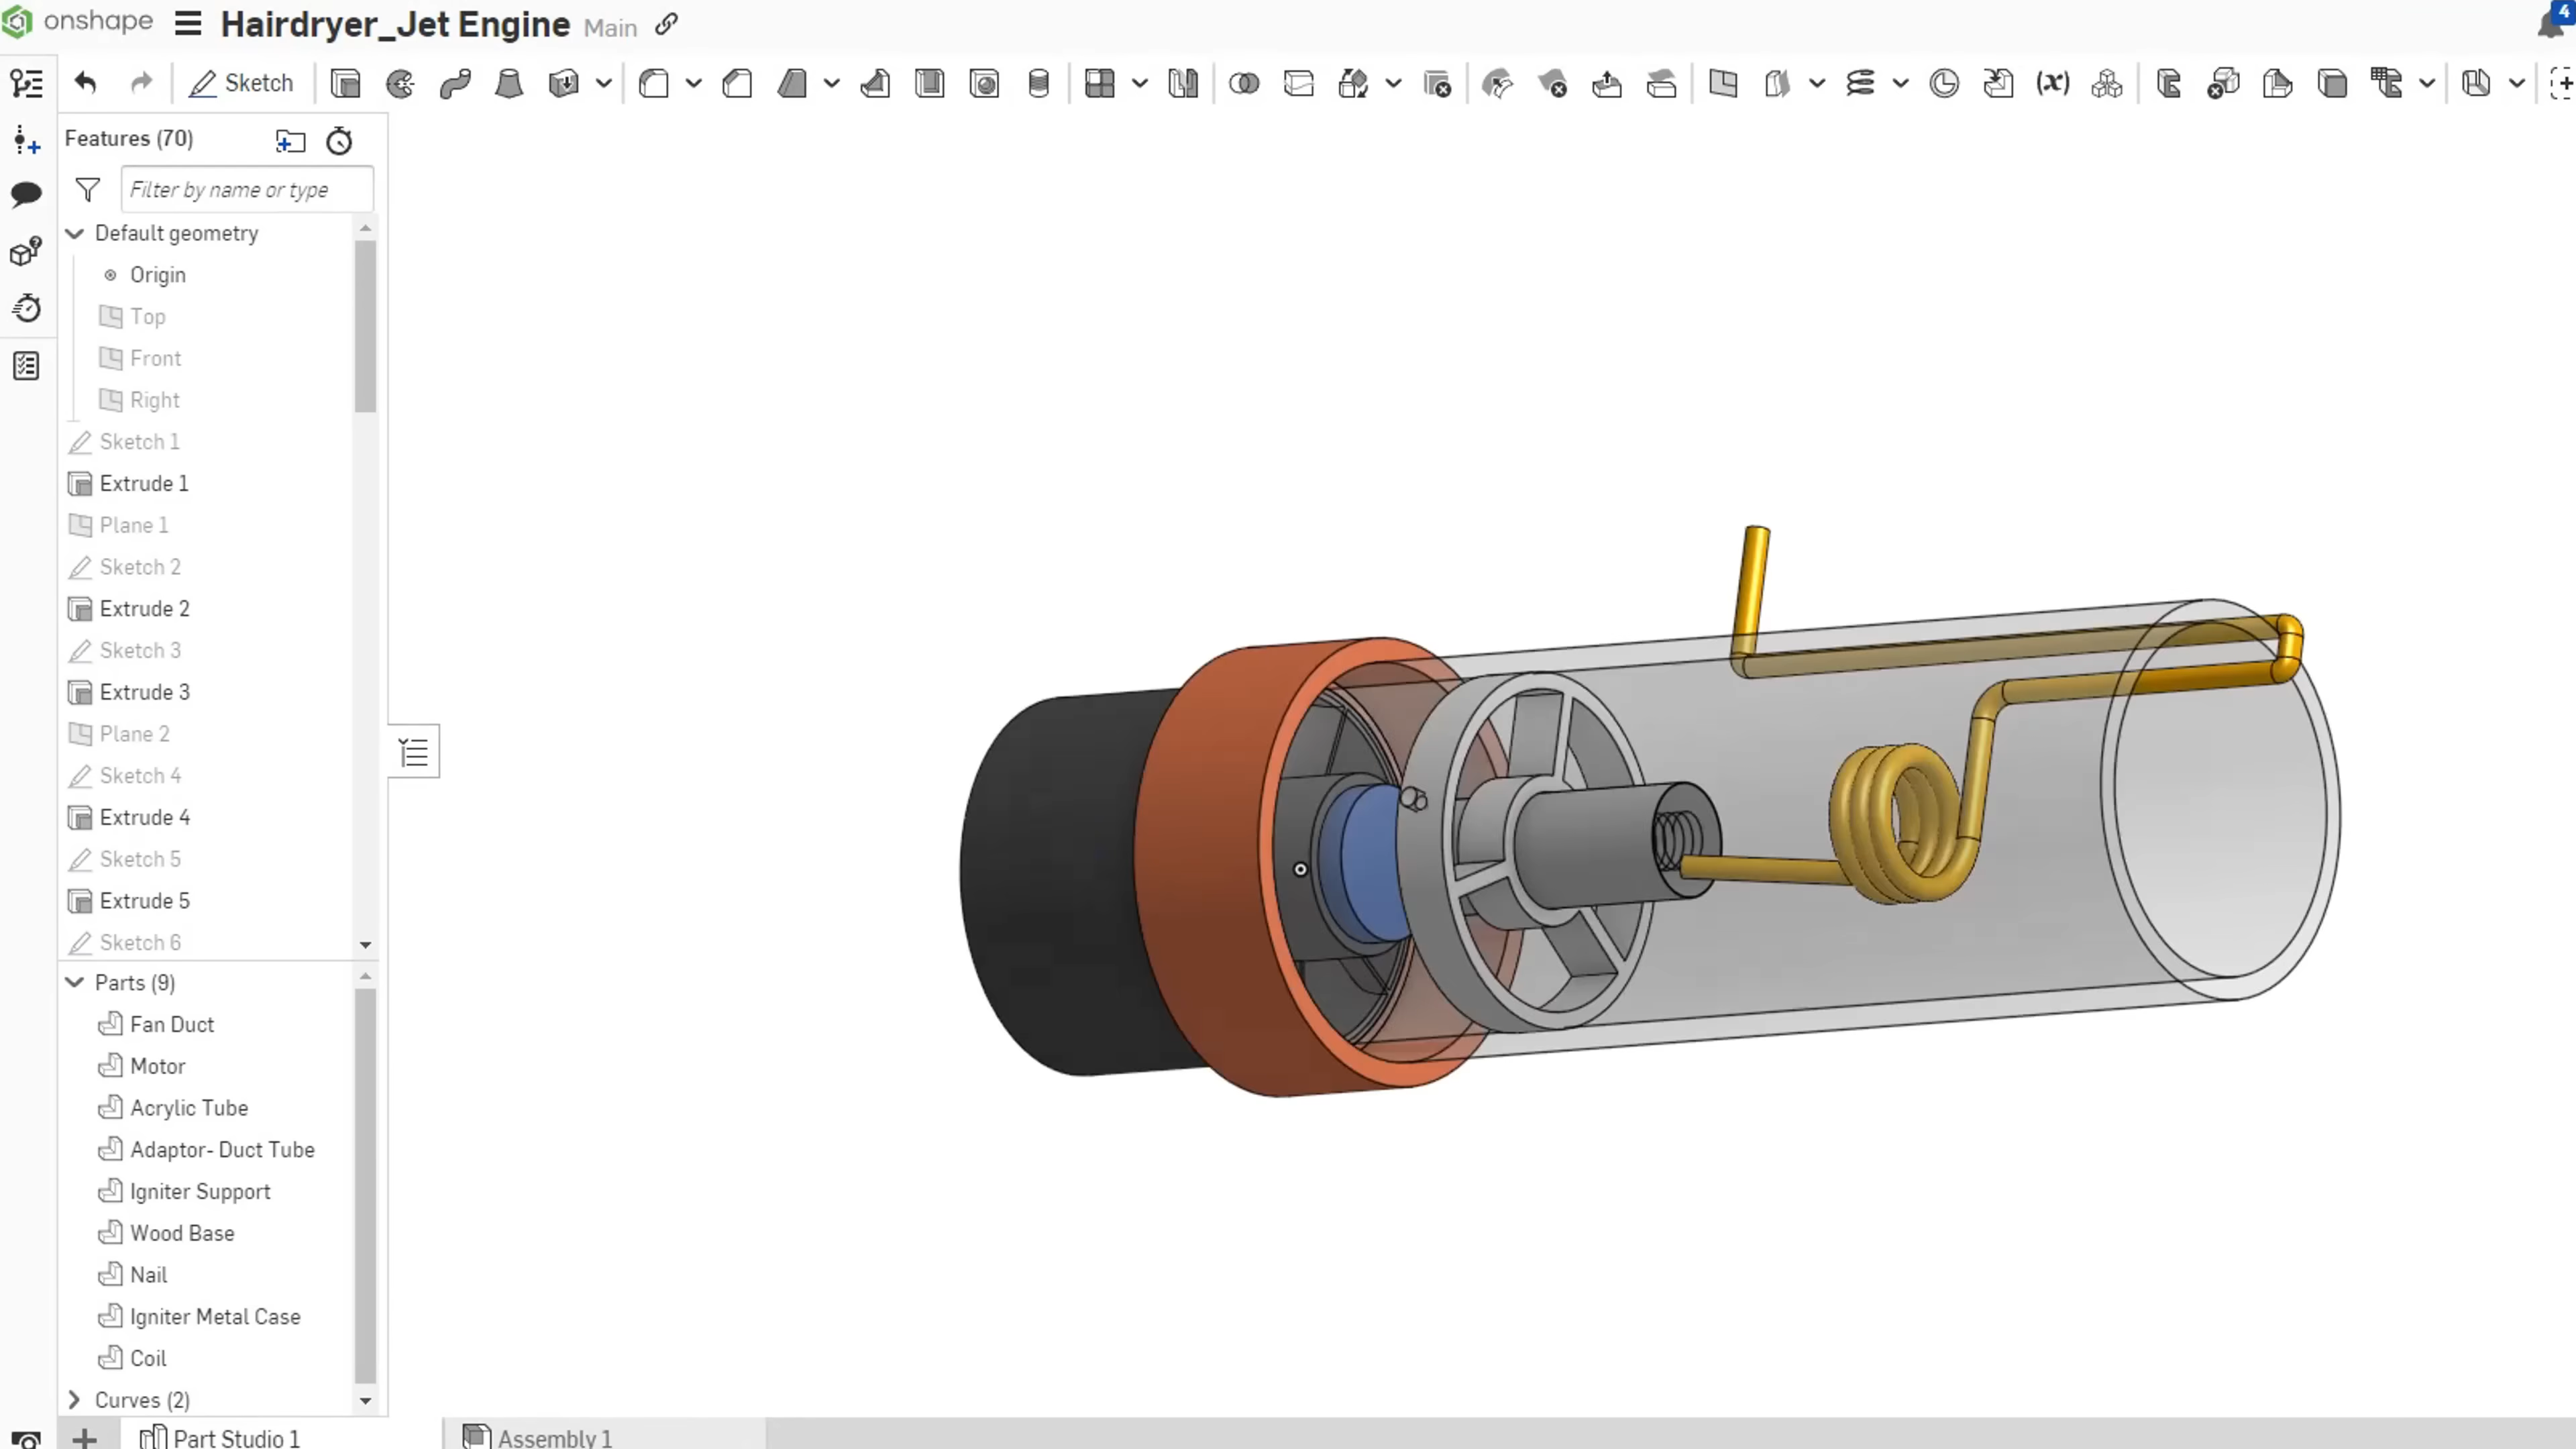 onshape Hairdryer_Jet Engine Main 4
Sketch (x)
Features (70)
Filter by name or type
Default geometry
Origin
Top
Front
Right
Sketch 1
Extrude 1
Plane 1
Sketch 2
Extrude 2
Sketch 3
Extrude 3
Plane 2
Sketch 4
Extrude 4
Sketch 5
Extrude 5
Sketch 6
Parts (9)
Fan Duct
Motor
Acrylic Tube
Adaptor- Duct Tube
Igniter Support
Wood Base
Nail
Igniter Metal Case
Coil
Curves (2)
Part Studio 1 Assembly 1